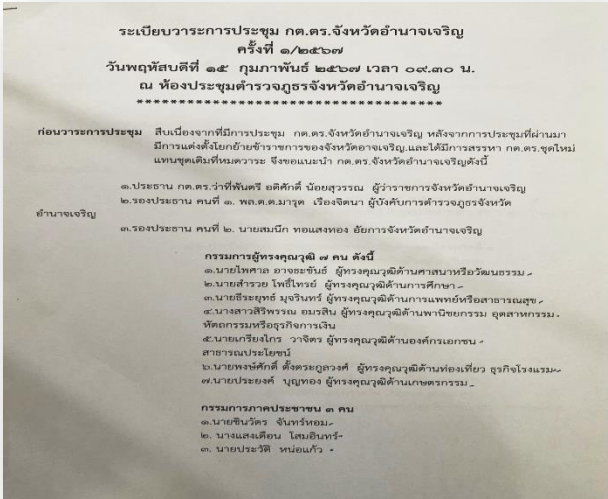 ระเบียบวาระการประชุม กต.ตร.จังหวัดอำนาจเจริญ
ครั้งที่ ๑/๒๕๖๗
วันพฤหัสบดีที่ ๑๕ กุมภาพันธ์ ๒๕๖๗ เวลา ๐๙.๓๐ น.
ณ ห้องประชุมตำรวจภูธรจังหวัดอำนาจเจริญ
***********************************
ก่อนวาระการประชุม สืบเนื่องจากที่มีการประชุม กต.ตร.จังหวัดอำนาจเจริญ หลังจากการประชุมที่ผ่านมา
มีการแต่งตั้งโยกย้ายข้าราชการของจังหวัดอาจเจริญ.และได้มีการสรรหา กต.ตร.ชุดใหม่
แทนชุดเดิมที่หมดวาระ จึงขอแนะนำ กต.ตร.จังหวัดอำนาจเจริญดังนี้
๑.ประธาน กต.ตร.ว่าที่พันตรี อดิศักดิ์ น้อยสุวรรณ ผู้ว่าราชการจังหวัดอำนาจเจริญ
๒.รองประธาน คนที่ ๑. พล.ต.ต.มารุต เรืองจิตนา ผู้บังคับการตำรวจภูธรจังหวัด
อำนาจเจริญ
๓.รองประธาน คนที่ ๒. นายสมนึก ทอแสงทอง อัยการจังหวัดอำนาจเจริญ
กรรมการผู้ทรงคุณวุฒิ ๗ คน ดังนี้
๑.นายไพศาล อาจธะขันธ์ ผู้ทรงคุณวุฒิด้านศาสนาหรือวัฒนธรรม
๒.นายสำรวย โพธิ์ไทรย์ ผู้ทรงคุณวุฒิด้านการศึกษา
๓.นายธีระยุทธ์ มุจรินทร์ ผู้ทรงคุณวุฒิด้านการแพทย์หรือสาธารณสุข
๔.นางสาวสิริพรรณ อมรสิน ผู้ทรงคุณวุฒิด้านพานิชยกรรม อุตสาหกรรม
หัตถกรรมหรือธุรกิจการเงิน
๕.นายเกรียงไกร วาจิตร ผู้ทรงคุณวุฒิด้านองค์กรเอกชน
สาธารณประโยชน์
๖.นายพงษ์ศักดิ์ ตั้งตระกูลวงศ์ ผู้ทรงคุณวุฒิด้านท่องเที่ยว ธุรกิจโรงแรม
๗.นายประยงค์ บุญทอง ผู้ทรงคุณวุฒิด้านเกษตรกรรม
กรรมการภาคประชาชน ๓ คน
๑.นายชินวัตร จันทร์หอม
๒. นางแสงเดือน โสมอินทร์
๓. นายประวัติ หน่อแก้ว